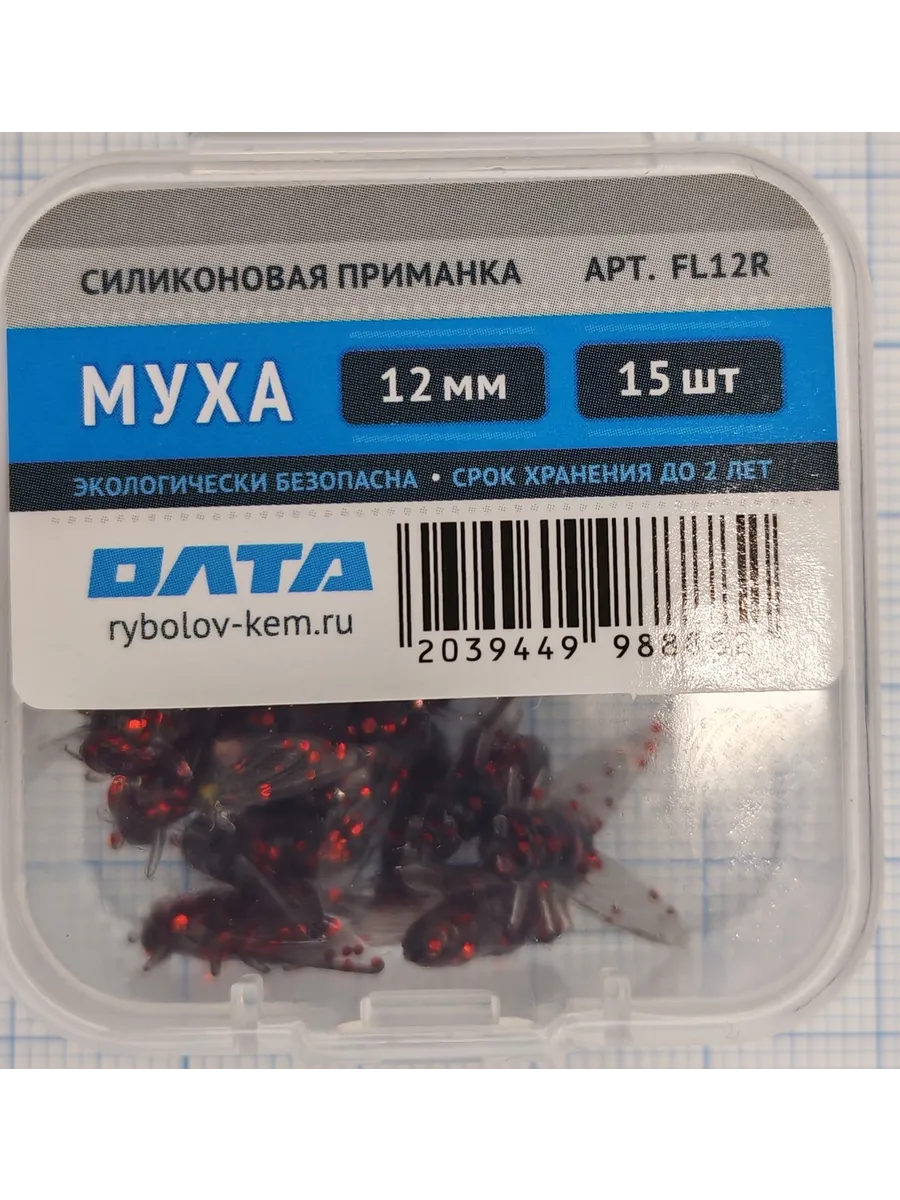 СИЛИКОНОВАЯ ПРИМАНКА АРТ. FL12R
МУХА 12 мм 15 шт
ЭКОЛОГИЧЕСКИ БЕЗОПАСНА • СРОК ХРАНЕНИЯ ДО 2 ЛЕТ
ОЛТА
rybolov-kem.ru
2039449